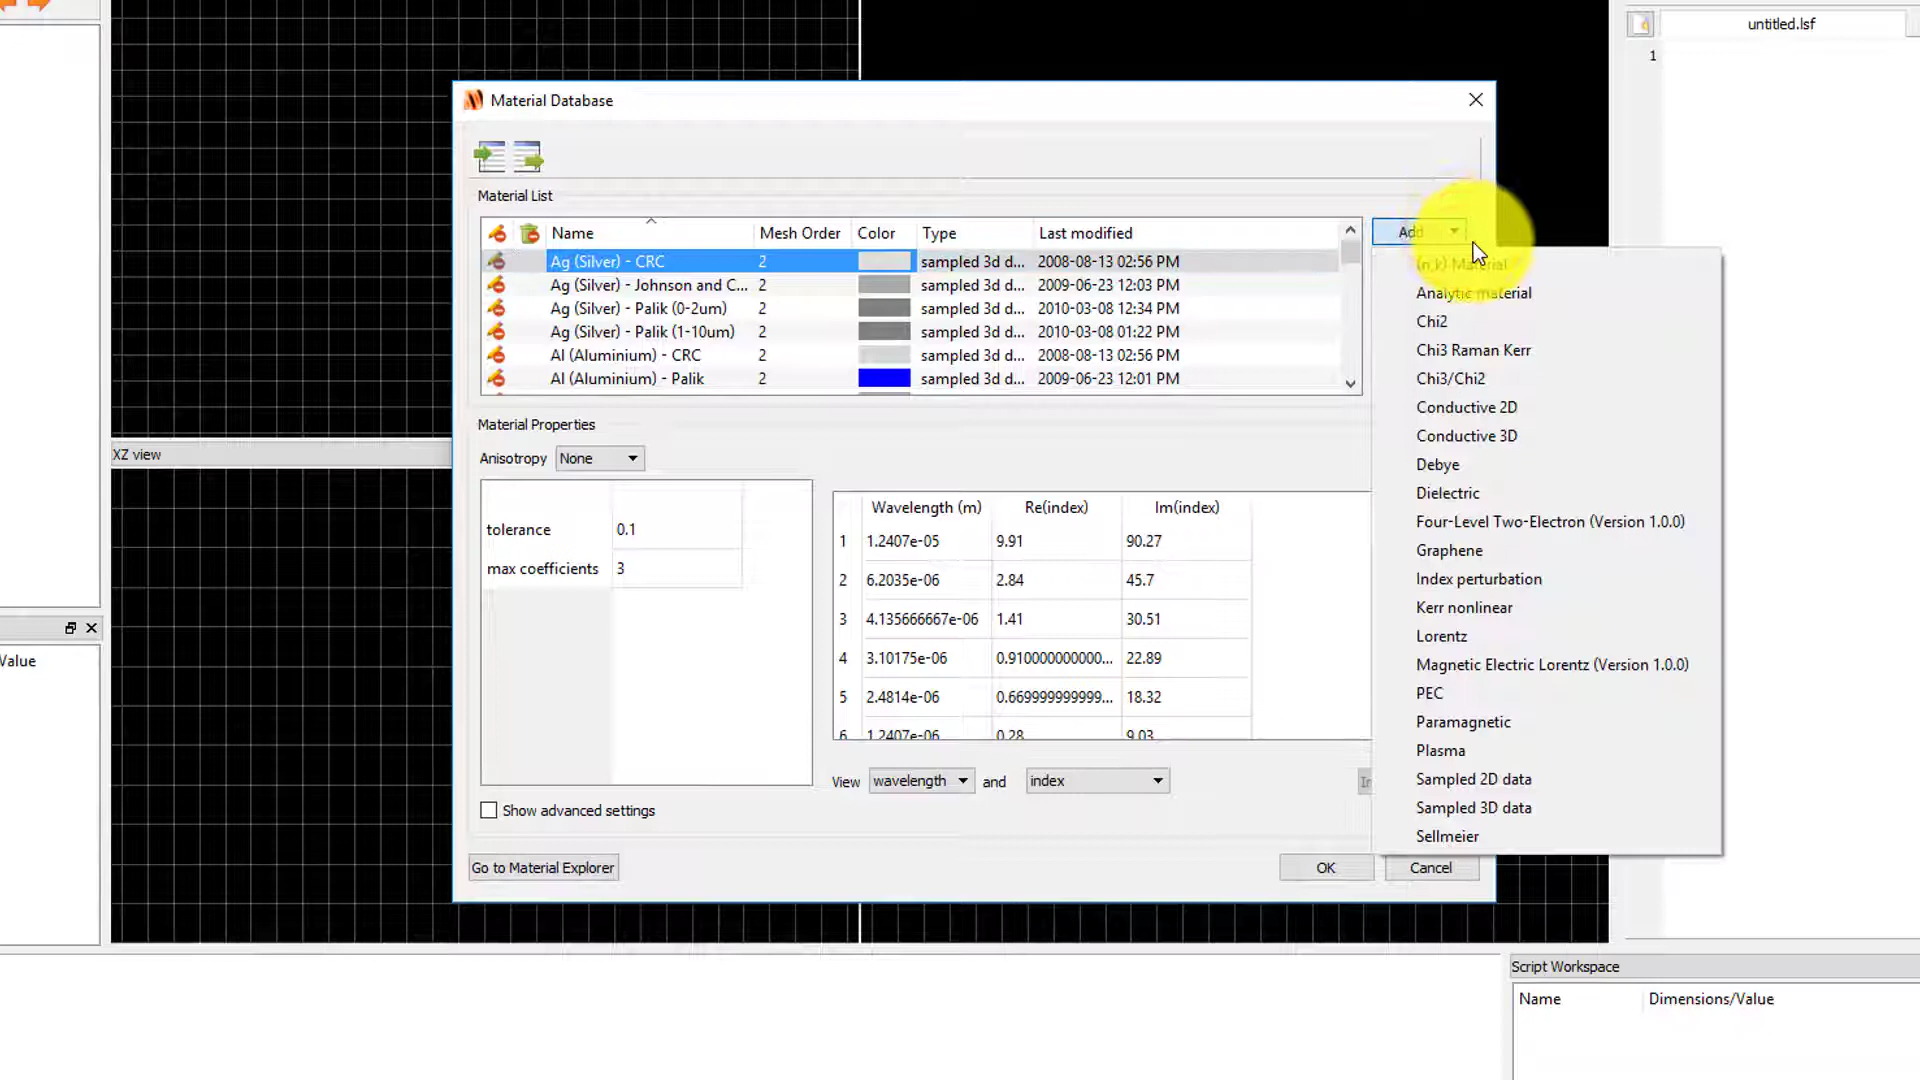 untitled.lsf
1
Material Database
Material List
Name Mesh Order Color Type Last modified
Ag (Silver) - CRC 2 sampled 3d d... 2008-08-13 02:56 PM
Ag (Silver) - Johnson and C... 2 sampled 3d d... 2009-06-23 12:03 PM
Ag (Silver) - Palik (0-2um) 2 sampled 3d d... 2010-03-08 12:34 PM
Ag (Silver) - Palik (1-10um) 2 sampled 3d d... 2010-03-08 01:22 PM
Al (Aluminium) - CRC 2 sampled 3d d... 2008-08-13 02:56 PM
Al (Aluminium) - Palik 2 sampled 3d d... 2009-06-23 12:01 PM
Add
(n,k) Material
Analytic material
Chi2
Chi3 Raman Kerr
Chi3/Chi2
Conductive 2D
Conductive 3D
Debye
Dielectric
Four-Level Two-Electron (Version 1.0.0)
Graphene
Index perturbation
Kerr nonlinear
Lorentz
Magnetic Electric Lorentz (Version 1.0.0)
PEC
Paramagnetic
Plasma
Sampled 2D data
Sampled 3D data
Sellmeier
Material Properties
Anisotropy None
XZ view
tolerance 0.1
max coefficients 3
Wavelength (m) Re(index) Im(index)
1 1.2407e-05 9.91 90.27
2 6.2035e-06 2.84 45.7
3 4.135666667e-06 1.41 30.51
4 3.10175e-06 0.910000000000... 22.89
5 2.4814e-06 0.669999999999... 18.32
6 1.2407e-06 0.28 9.03
View wavelength and index
Show advanced settings
Go to Material Explorer
OK
Cancel
Value
Script Workspace
Name Dimensions/Value